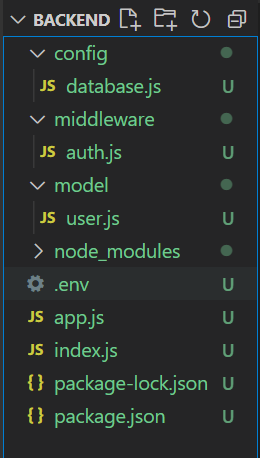 BACKEND
config
JS database.js U
middleware
JS auth.js U
model
JS user.js U
node_modules
.env U
JS app.js U
JS index.js U
{ } package-lock.json U
{ } package.json U